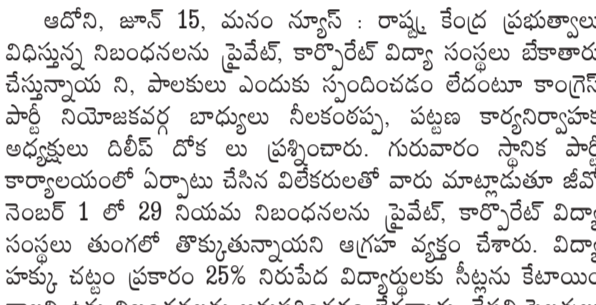 ఆదోని, జూన్ 15, మనం న్యూస్ : రాష్ట్ర కేంద్ర ప్రభుత్వాలు
విధిస్తున్న నిబంధనలను ప్రైవేట్, కార్పొరేట్ విద్యా సంస్థలు బేకాతారు
చేస్తున్నాయ ని, పాలకులు ఎందుకు స్పందించడం లేదంటూ కాంగ్రెస్
పార్టీ నియోజకవర్గ బాధ్యులు నీలకంఠప్ప, పట్టణ కార్యనిర్వాహక
అధ్యక్షులు దిలీప్ దోక లు ప్రశ్నించారు. గురువారం స్థానిక పార్టీ
కార్యాలయంలో ఏర్పాటు చేసిన విలేకరులతో వారు మాట్లాడుతూ జీవో
నెంబర్ 1 లో 29 నియమ నిబంధనలను ప్రైవేట్, కార్పొరేట్ విద్యా
సంస్థలు తుంగలో తొక్కుతున్నాయని ఆగ్రహ వ్యక్తం చేశారు. విద్యా
హక్కు చట్టం ప్రకారం 25% నిరుపేద విద్యార్థులకు సీట్లను కేటాయిం